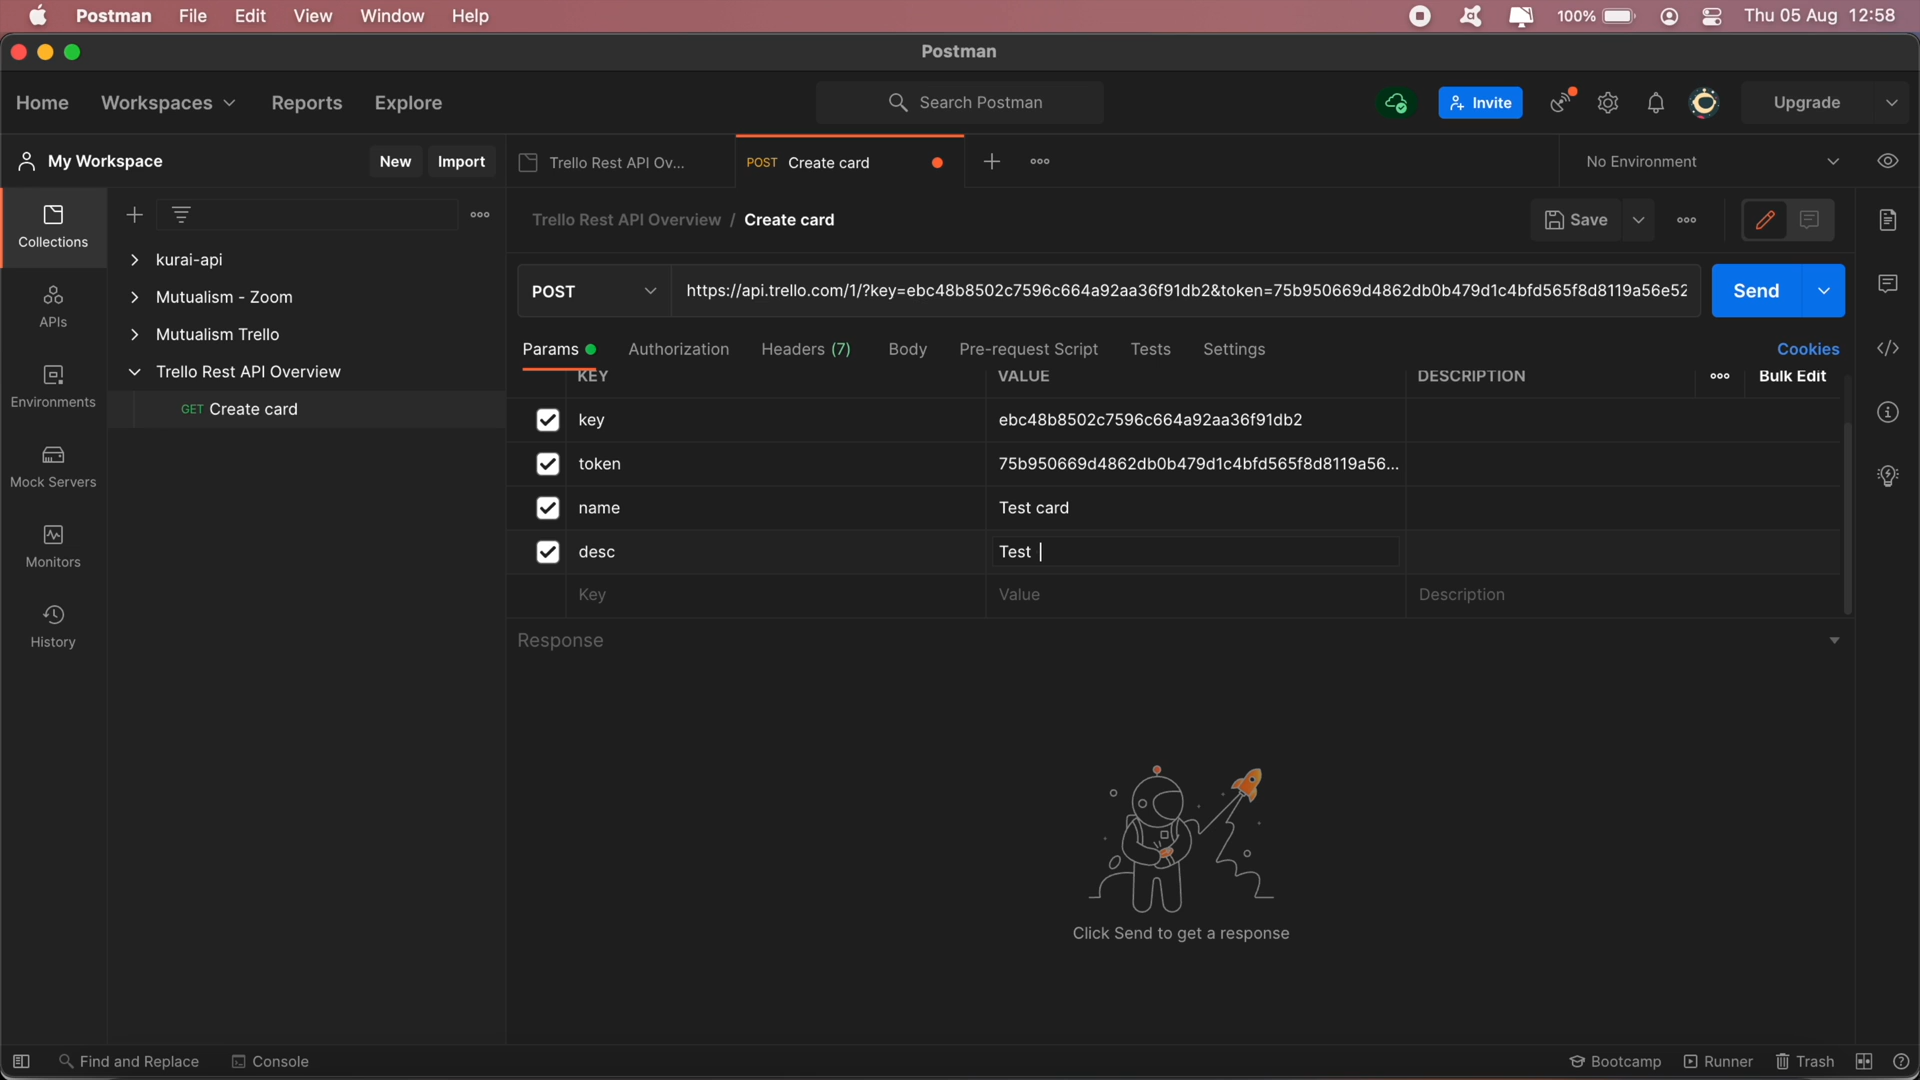 Postman File Edit View Window Help 100% Thu 05 Aug 12:58
Postman
Home Workspaces Reports Explore Search Postman Invite Upgrade
My Workspace New Import Trello Rest API Ov... POST Create card No Environment
Collections
APIs
Environments
Mock Servers
Monitors
History
kurai-api
Mutualism - Zoom
Mutualism Trello
Trello Rest API Overview
GET Create card
Trello Rest API Overview / Create card Save
POST https://api.trello.com/1/?key=ebc48b8502c7596c664a92aa36f91db2&token=75b950669d4862db0b479d1c4bfd565f8d8119a56e52 Send
Params Authorization Headers (7) Body Pre-request Script Tests Settings Cookies
KEY VALUE DESCRIPTION Bulk Edit
key ebc48b8502c7596c664a92aa36f91db2
token 75b950669d4862db0b479d1c4bfd565f8d8119a56...
name Test card
desc Test
Key Value Description
Response
Click Send to get a response
Find and Replace Console Bootcamp Runner Trash